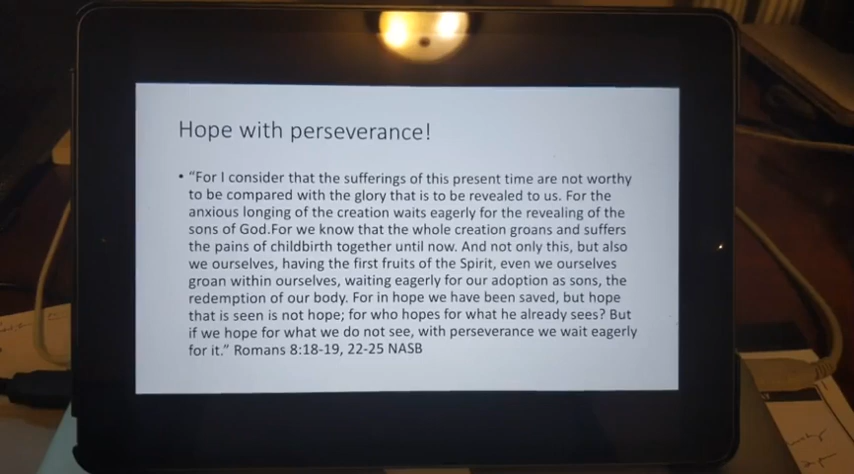 Hope with perseverance!
• “For I consider that the sufferings of this present time are not worthy
to be compared with the glory that is to be revealed to us. For the
anxious longing of the creation waits eagerly for the revealing of the
sons of God.For we know that the whole creation groans and suffers
the pains of childbirth together until now. And not only this, but also
we ourselves, having the first fruits of the Spirit, even we ourselves
groan within ourselves, waiting eagerly for our adoption as sons, the
redemption of our body. For in hope we have been saved, but hope
that is seen is not hope; for who hopes for what he already sees? But
if we hope for what we do not see, with perseverance we wait eagerly
for it.” Romans 8:18-19, 22-25 NASB